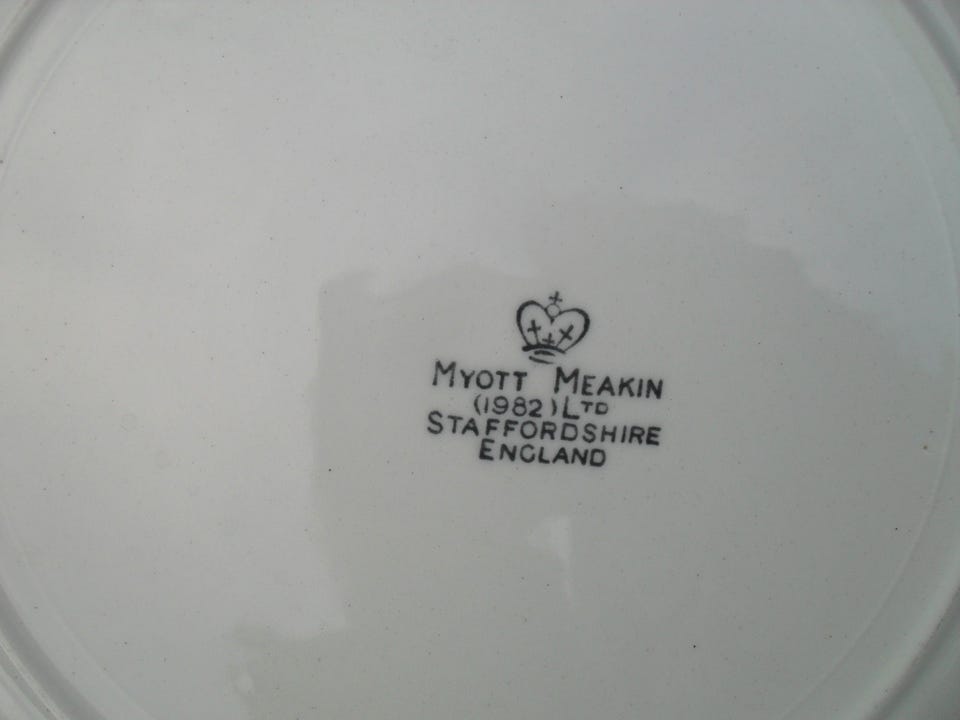 MYOTT MEAKIN
(1982) LTD
STAFFORDSHIRE
ENGLAND